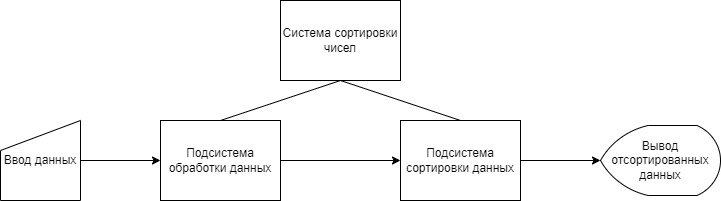 Система сортировки
чисел
Ввод данных
Подсистема
обработки данных
Подсистема
сортировки данных
Вывод
отсортированных
данных